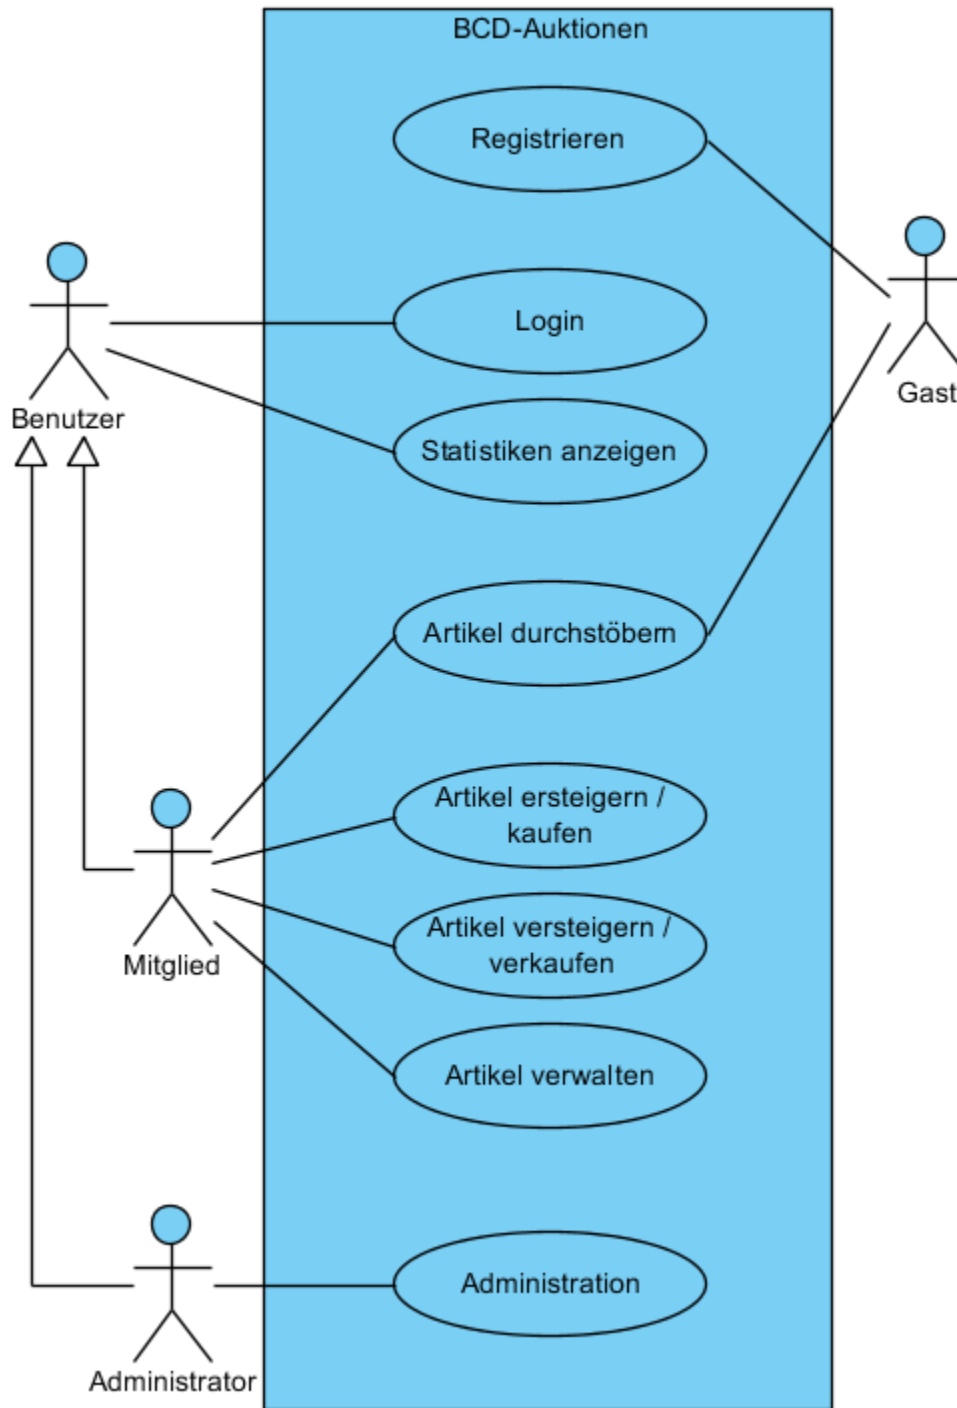 BCD-Auktionen
Registrieren
Login
Benutzer
Gast
Statistiken anzeigen
Artikel durchstöbern
Artikel ersteigern /
kaufen
Artikel versteigern /
verkaufen
Mitglied
Artikel verwalten
Administration
Administrator